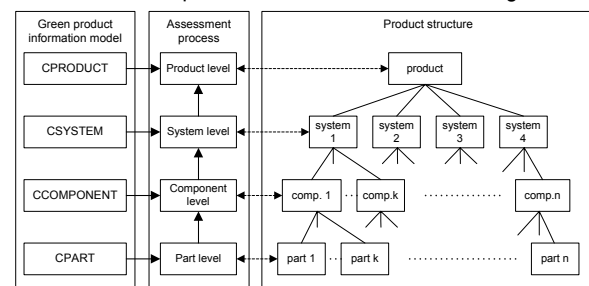 Green product
information model
Assessment
process
Product structure
CPRODUCT
Product level
product
CSYSTEM
System level
system
1
system
2
system
3
system
4
CCOMPONENT
Component
level
comp. 1
comp.k
comp.n
CPART
Part level
part 1
part k
part n